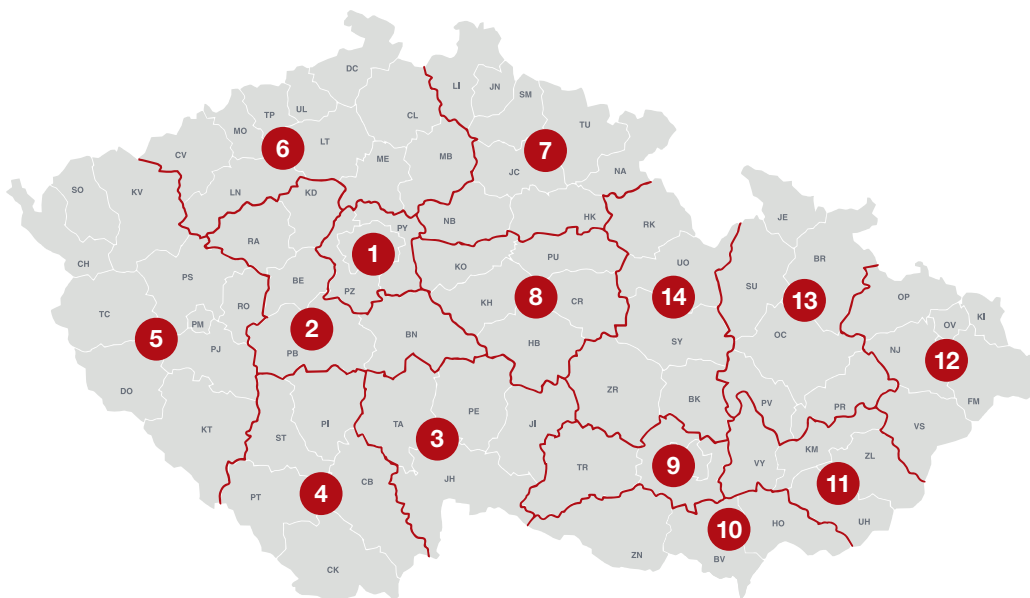 DC
LI
JN
SM
TP
UL
CL
TU
MO
LT
6
CV
ME
MB
7
JC
NA
SO
KV
LN
KD
NB
HK
RK
JE
PY
RA
1
BR
CH
KO
PU
UO
PS
BE
PZ
SU
13
OP
TC
RO
KH
8
CR
14
KI
PM
2
OV
5
PJ
PB
BN
HB
SY
OC
NJ
12
DO
ZR
BK
PV
PR
FM
KT
ST
PI
TA
PE
3
JI
VS
TR
9
VY
KM
ZL
PT
4
CB
JH
11
10
HO
UH
CK
ZN
BV